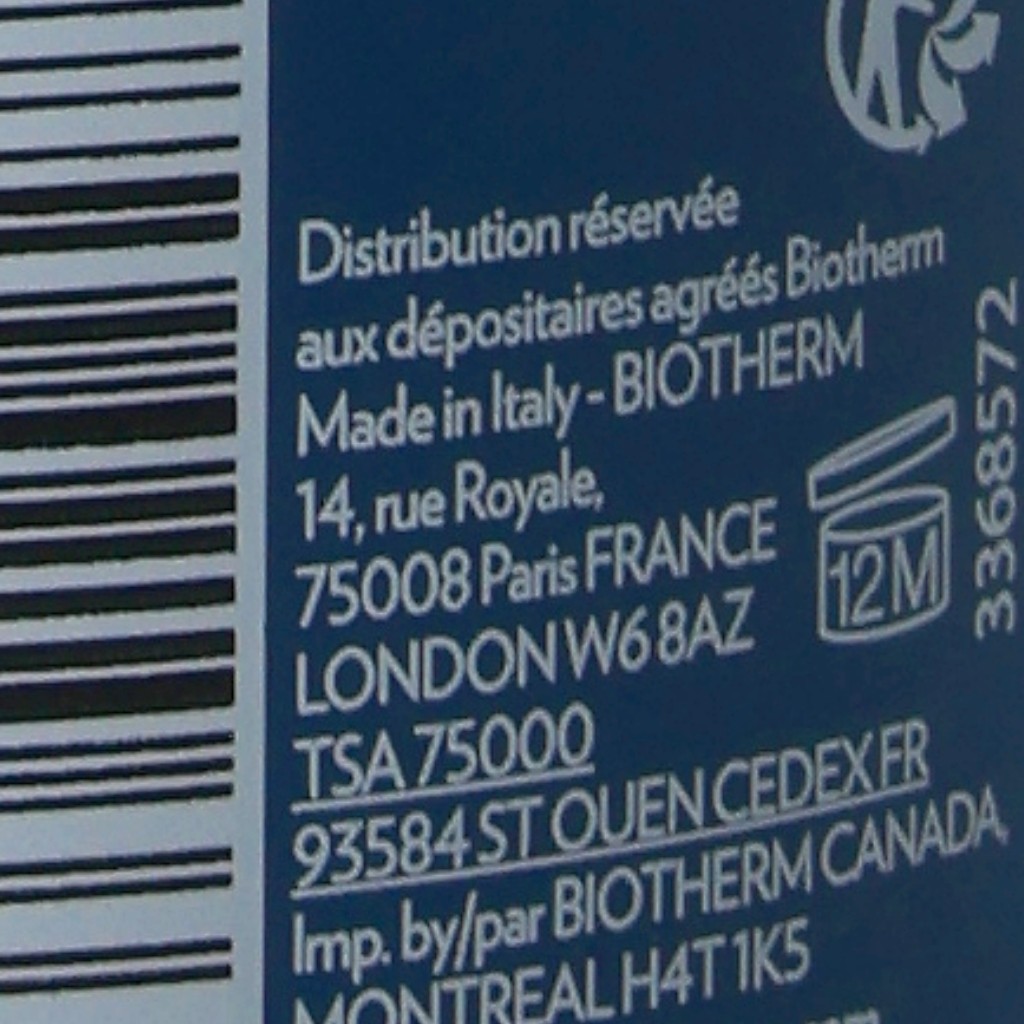 Distribution réservée
aux dépositaires agréés Biotherm
Made in Italy - BIOTHERM
14, rue Royale,
75008 Paris FRANCE
LONDON W6 8AZ
TSA 75000
93584 ST OUEN CEDEX FR
Imp. by/par BIOTHERM CANADA,
MONTREAL H4T 1K5
12M
3368572